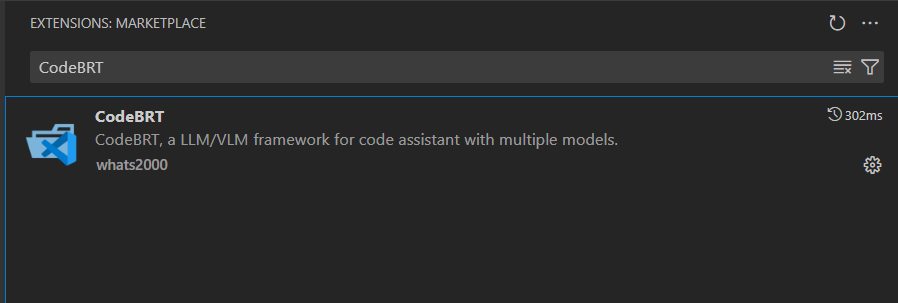 EXTENSIONS: MARKETPLACE
CodeBRT
CodeBRT
302ms
CodeBRT, a LLM/VLM framework for code assistant with multiple models.
whats2000